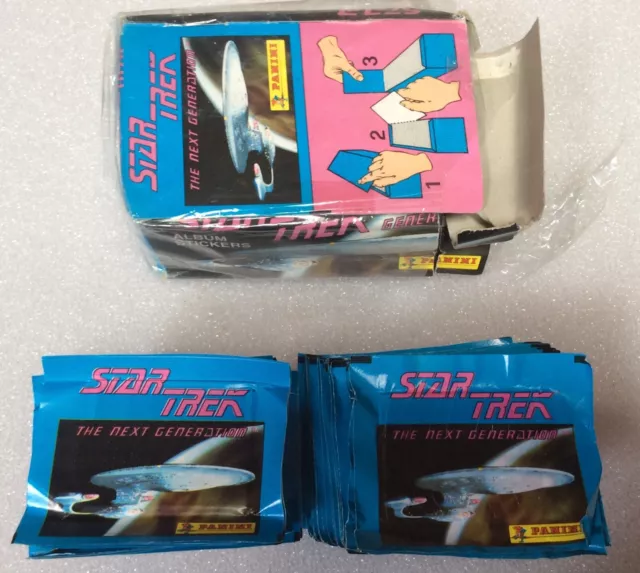 STAR
TREK
THE NEXT GENERATION
PANINI
3
2
1
TREK
GENERA
ALBUM
STICKERS
PANINI
STAR
TREK
THE NEXT GENERATION
PANINI
STAR
TREK
THE NEXT GENERATION
PANINI